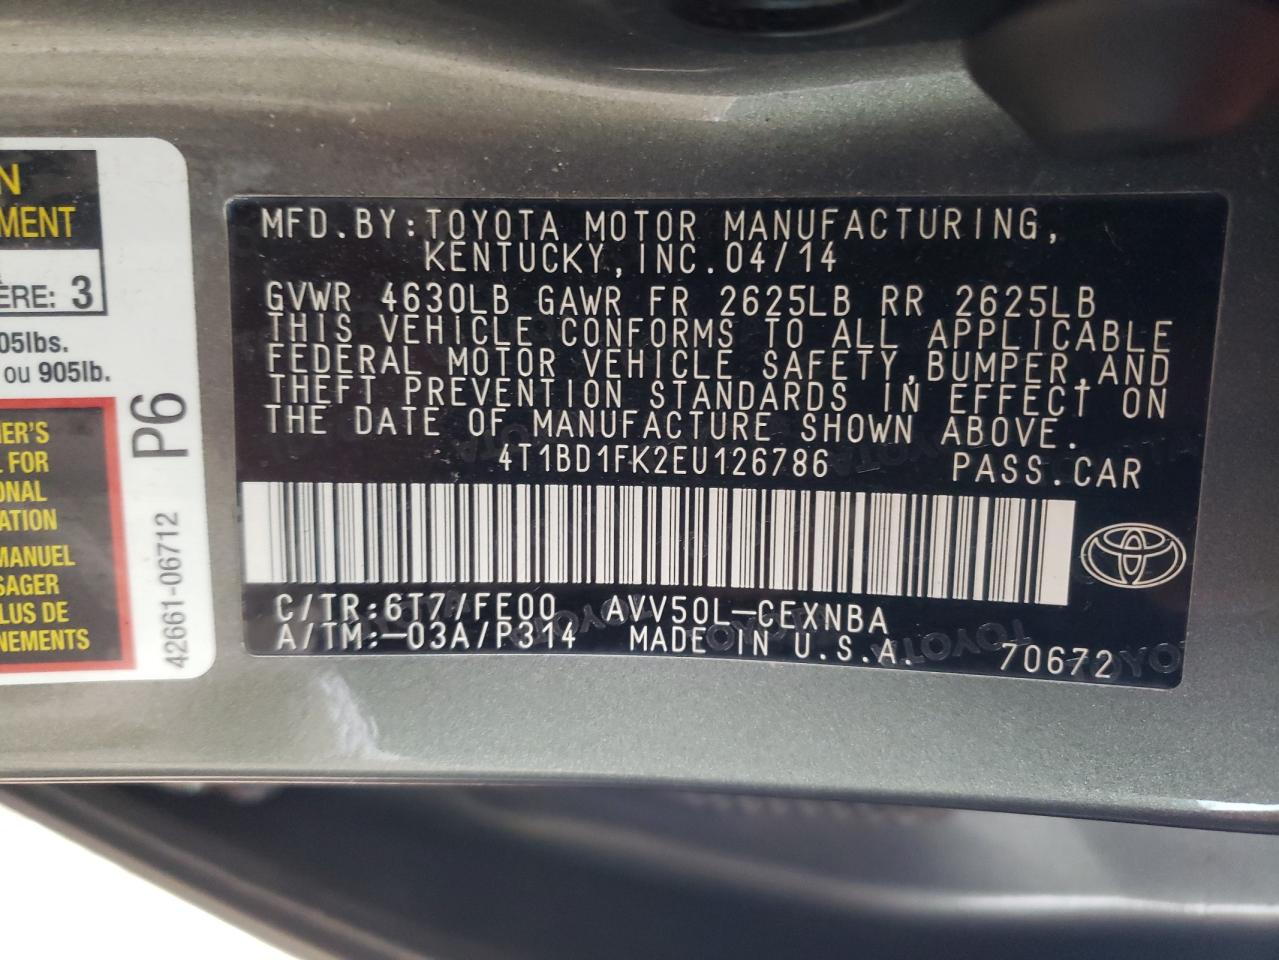 N
MENT
ERE: 3
05lbs.
ou 905lb.
ER'S
FOR
ONAL
ATION
MANUEL
SAGER
PLUS DE
NEMENTS
P6
42661-06712
MFD.BY:TOYOTA MOTOR MANUFACTURING,
KENTUCKY,INC.04/14
GVWR 4630LB GAWR FR 2625LB RR 2625LB
THIS VEHICLE CONFORMS TO ALL APPLICABLE
FEDERAL MOTOR VEHICLE SAFETY,BUMPER,AND
THEFT PREVENTION STANDARDS IN EFFECT ON
THE DATE OF MANUFACTURE SHOWN ABOVE.
4T1BD1FK2EU126786 PASS.CAR
C/TR:6T7/FE00 AVV50L-CEXNBA
A/TM:-03A/P314 MADE IN U.S.A. 70672